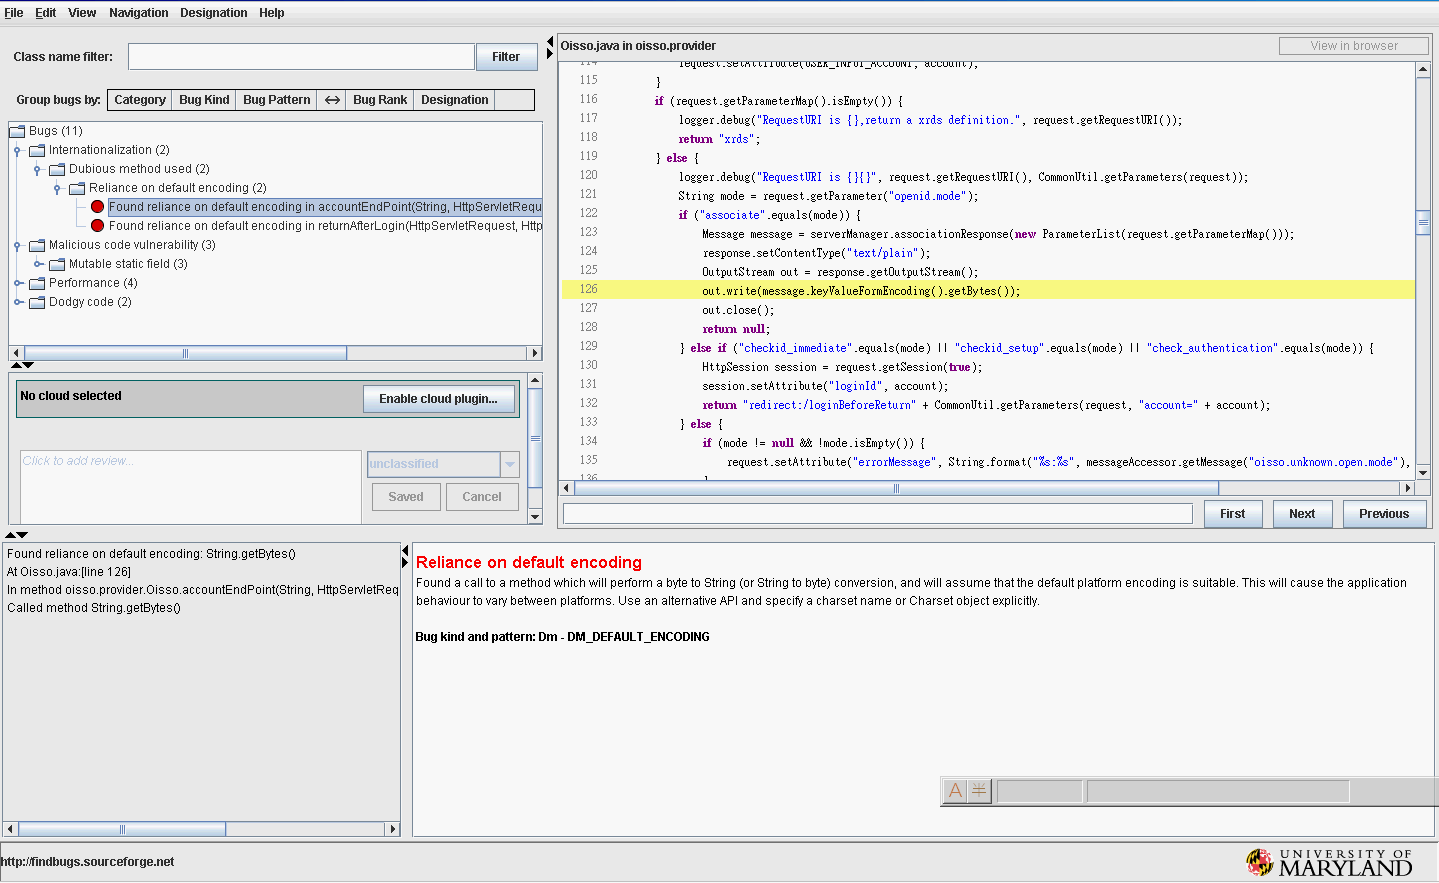 File Edit View Navigation Designation Help
Class name filter:
Filter
Group bugs by: Category Bug Kind Bug Pattern ↔ Bug Rank Designation
Bugs (11)
Internationalization (2)
Dubious method used (2)
Reliance on default encoding (2)
Found reliance on default encoding in accountEndPoint(String, HttpServletRequ
Found reliance on default encoding in returnAfterLogin(HttpServletRequest, Http
Malicious code vulnerability (3)
Mutable static field (3)
Performance (4)
Dodgy code (2)
No cloud selected
Enable cloud plugin...
Click to add review...
unclassified
Saved
Cancel
Oisso.java in oisso.provider
View in browser
114 request.setAttribute(USER_INPUT_ACCOUNT, account);
115 }
116 if (request.getParameterMap().isEmpty()) {
117 logger.debug("RequestURI is {},return a xrds definition.", request.getRequestURI());
118 return "xrds";
119 } else {
120 logger.debug("RequestURI is {}{}", request.getRequestURI(), CommonUtil.getParameters(request));
121 String mode = request.getParameter("openid.mode");
122 if ("associate".equals(mode)) {
123 Message message = serverManager.associationResponse(new ParameterList(request.getParameterMap()));
124 response.setContentType("text/plain");
125 OutputStream out = response.getOutputStream();
126 out.write(message.keyValueFormEncoding().getBytes());
127 out.close();
128 return null;
129 } else if ("checkid_immediate".equals(mode) || "checkid_setup".equals(mode) || "check_authentication".equals(mode)) {
130 HttpSession session = request.getSession(true);
131 session.setAttribute("loginId", account);
132 return "redirect:/loginBeforeReturn" + CommonUtil.getParameters(request, "account=" + account);
133 } else {
134 if (mode != null && !mode.isEmpty()) {
135 request.setAttribute("errorMessage", String.format("%s:%s", messageAccessor.getMessage("oisso.unknown.open.mode"),
136 }
First
Next
Previous
Found reliance on default encoding: String.getBytes()
At Oisso.java:[line 126]
In method oisso.provider.Oisso.accountEndPoint(String, HttpServletReq
Called method String.getBytes()
Reliance on default encoding
Found a call to a method which will perform a byte to String (or String to byte) conversion, and will assume that the default platform encoding is suitable. This will cause the application
behaviour to vary between platforms. Use an alternative API and specify a charset name or Charset object explicitly.
Bug kind and pattern: Dm - DM_DEFAULT_ENCODING
A 半
http://findbugs.sourceforge.net
UNIVERSITY OF
MARYLAND